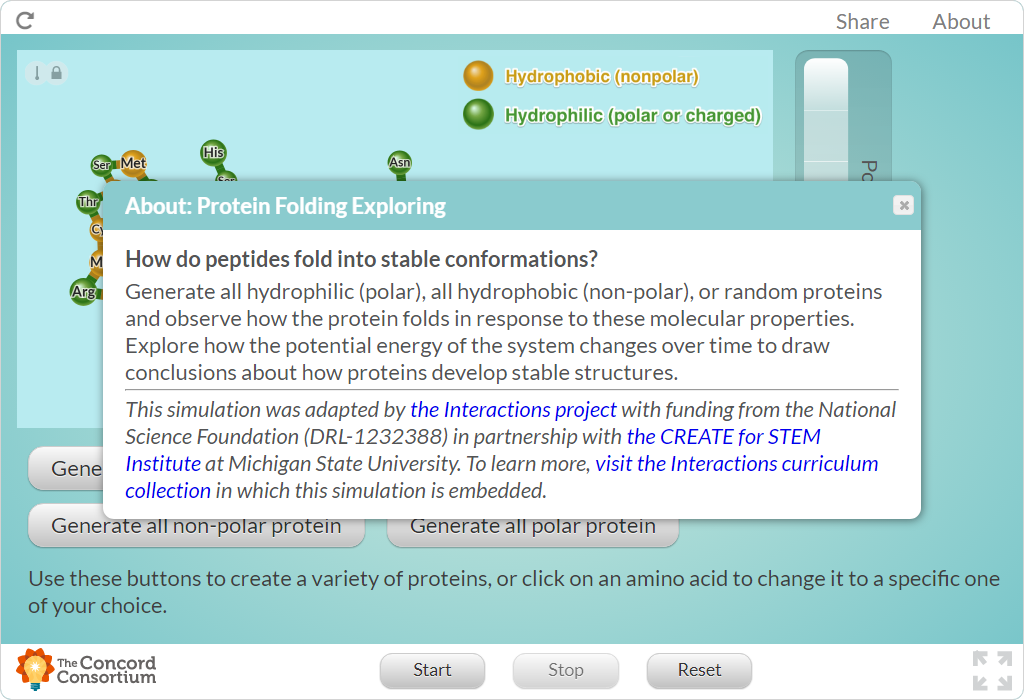 Share About
Hydrophobic (nonpolar)
Hydrophilic (polar or charged)
His
Ser Met
Asn
Thr
Arg
About: Protein Folding Exploring
How do peptides fold into stable conformations?
Generate all hydrophilic (polar), all hydrophobic (non-polar), or random proteins
and observe how the protein folds in response to these molecular properties.
Explore how the potential energy of the system changes over time to draw
conclusions about how proteins develop stable structures.
This simulation was adapted by the Interactions project with funding from the National
Science Foundation (DRL-1232388) in partnership with the CREATE for STEM
Institute at Michigan State University. To learn more, visit the Interactions curriculum
collection in which this simulation is embedded.
Generate all non-polar protein Generate all polar protein
Use these buttons to create a variety of proteins, or click on an amino acid to change it to a specific one
of your choice.
The Concord
Consortium
Start Stop Reset